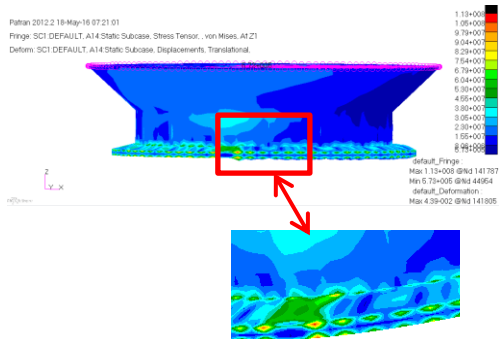 Patran 2012.2 18-May-16 07:21:01
Fringe: SC1:DEFAULT, A14:Static Subcase, Stress Tensor, , von Mises, At Z1
Deform: SC1:DEFAULT, A14:Static Subcase, Displacements, Translational,
1.13+008
1.05+008
9.79+007
9.04+007
8.29+007
7.54+007
6.79+007
6.04+007
5.30+007
4.55+007
3.80+007
3.05+007
2.30+007
1.55+007
default_Fringe :
Max 1.13+008 @Nd 141787
Min 5.73+005 @Nd 44954
default_Deformation :
Max 4.39-002 @Nd 141805
Z
Y X